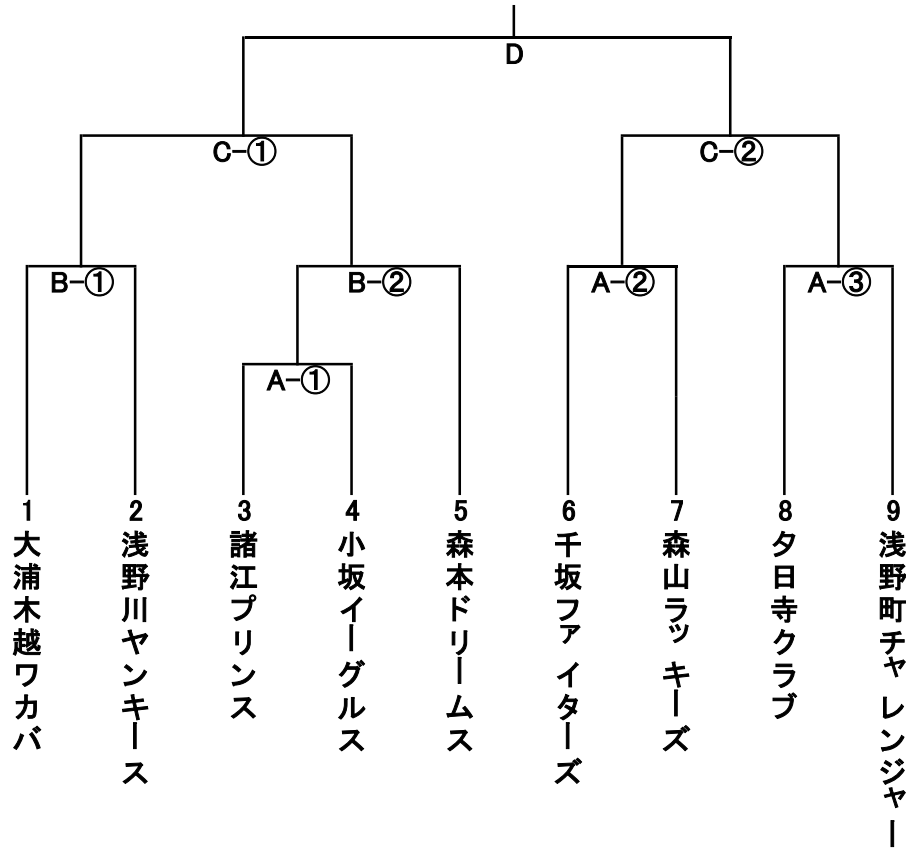 D
C-①
C-②
B-①
B-②
A-②
A-③
A-①
1 大浦木越ワカバ
2 浅野川ヤンキース
3 諸江プリンス
4 小坂イーグルス
5 森本ドリームス
6 千坂ファイターズ
7 森山ラッキーズ
8 夕日寺クラブ
9 浅野町チャレンジャー